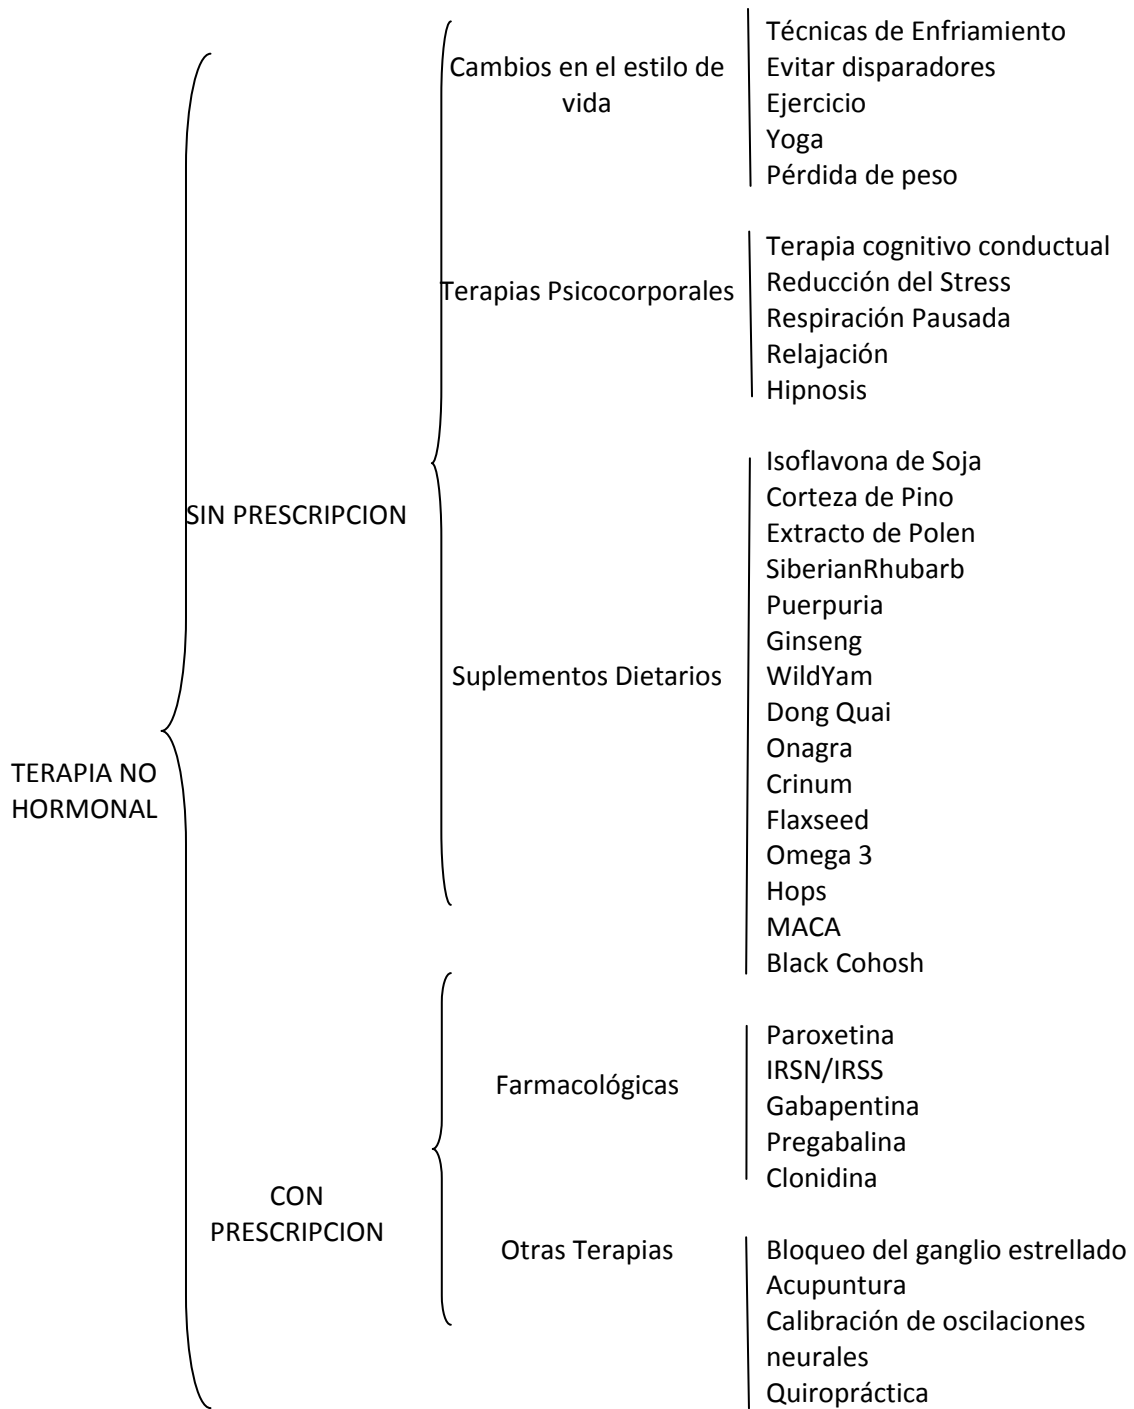 TERAPIA NO
HORMONAL
SIN PRESCRIPCION
Cambios en el estilo de
vida
Técnicas de Enfriamiento
Evitar disparadores
Ejercicio
Yoga
Pérdida de peso
Terapias Psicocorporales
Terapia cognitivo conductual
Reducción del Stress
Respiración Pausada
Relajación
Hipnosis
Suplementos Dietarios
Isoflavona de Soja
Corteza de Pino
Extracto de Polen
SiberianRhubarb
Puerpuria
Ginseng
WildYam
Dong Quai
Onagra
Crinum
Flaxseed
Omega 3
Hops
MACA
Black Cohosh
CON
PRESCRIPCION
Farmacológicas
Paroxetina
IRSN/IRSS
Gabapentina
Pregabalina
Clonidina
Otras Terapias
Bloqueo del ganglio estrellado
Acupuntura
Calibración de oscilaciones
neurales
Quiropráctica